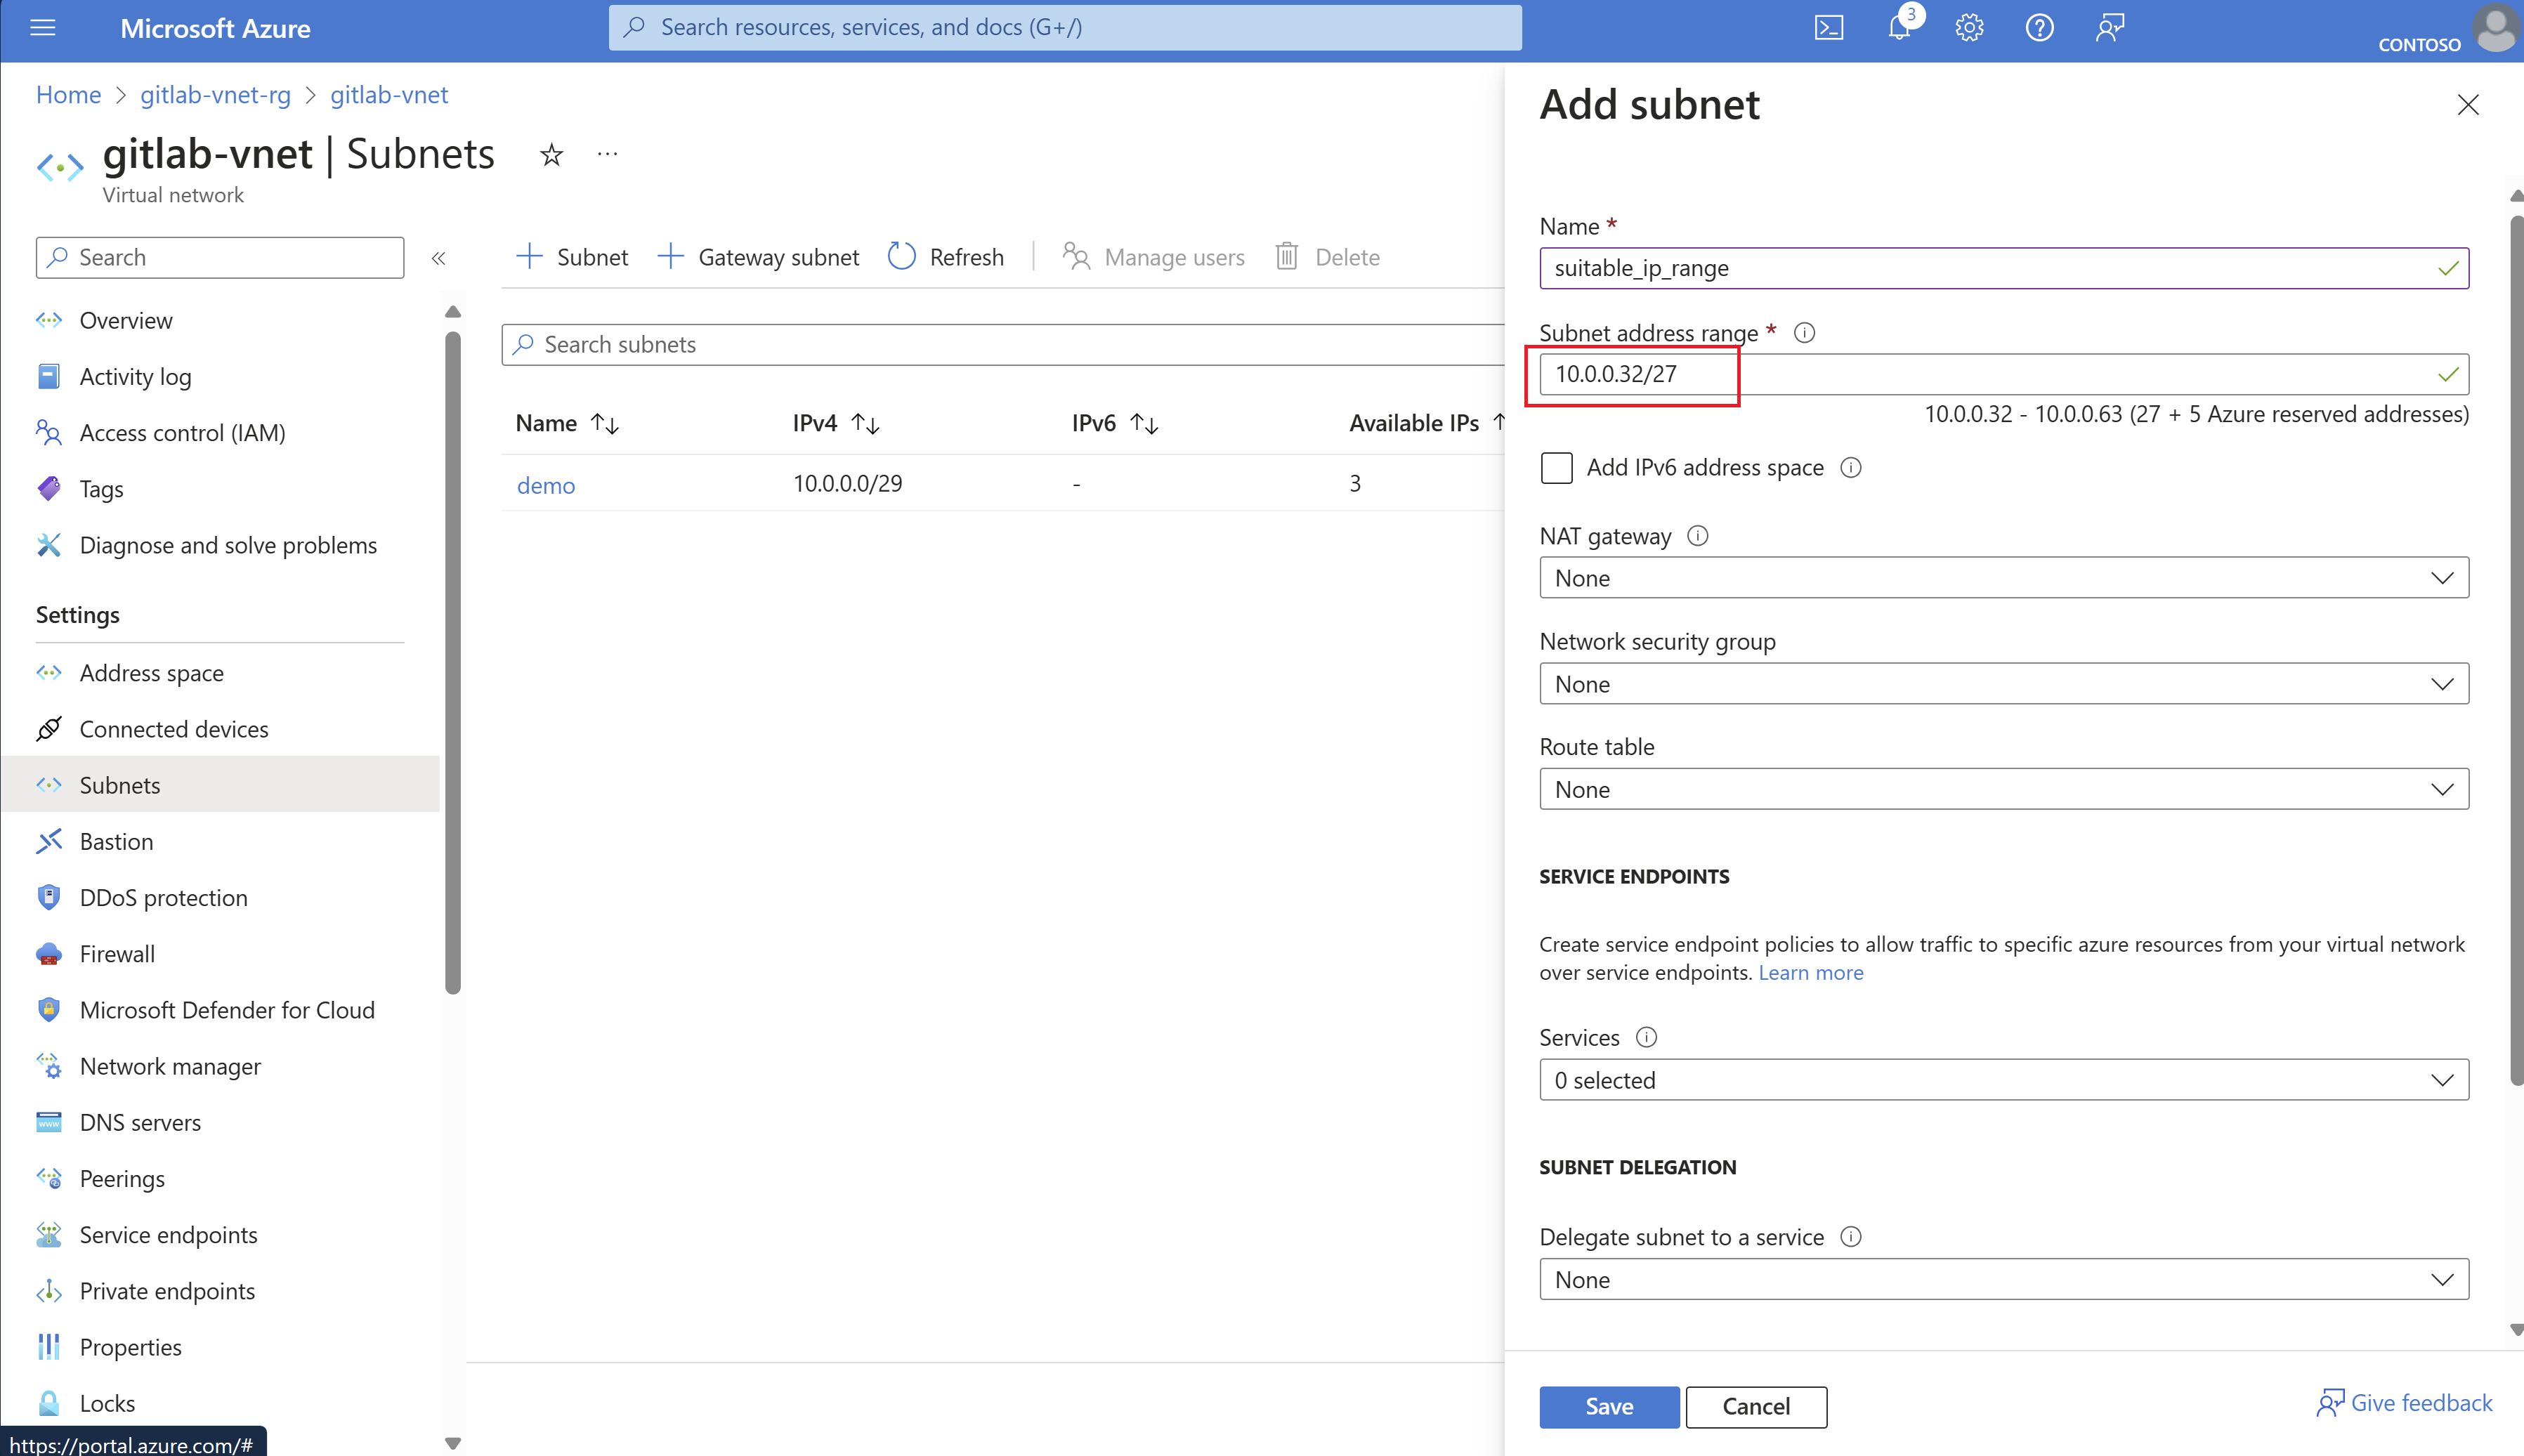 Microsoft Azure
Search resources, services, and docs (G+/)
3
CONTOSO
Home > gitlab-vnet-rg > gitlab-vnet
gitlab-vnet | Subnets
Virtual network
Search
Overview
Activity log
Access control (IAM)
Tags
Diagnose and solve problems
Settings
Address space
Connected devices
Subnets
Bastion
DDoS protection
Firewall
Microsoft Defender for Cloud
Network manager
DNS servers
Peerings
Service endpoints
Private endpoints
Properties
Locks
https://portal.azure.com/#
+ Subnet + Gateway subnet Refresh | Manage users Delete
Search subnets
Name IPv4 IPv6 Available IPs
demo 10.0.0.0/29 - 3
Add subnet
Name *
suitable_ip_range
Subnet address range *
10.0.0.32/27
10.0.0.32 - 10.0.0.63 (27 + 5 Azure reserved addresses)
Add IPv6 address space
NAT gateway
None
Network security group
None
Route table
None
SERVICE ENDPOINTS
Create service endpoint policies to allow traffic to specific azure resources from your virtual network
over service endpoints. Learn more
Services
0 selected
SUBNET DELEGATION
Delegate subnet to a service
None
Save Cancel
Give feedback